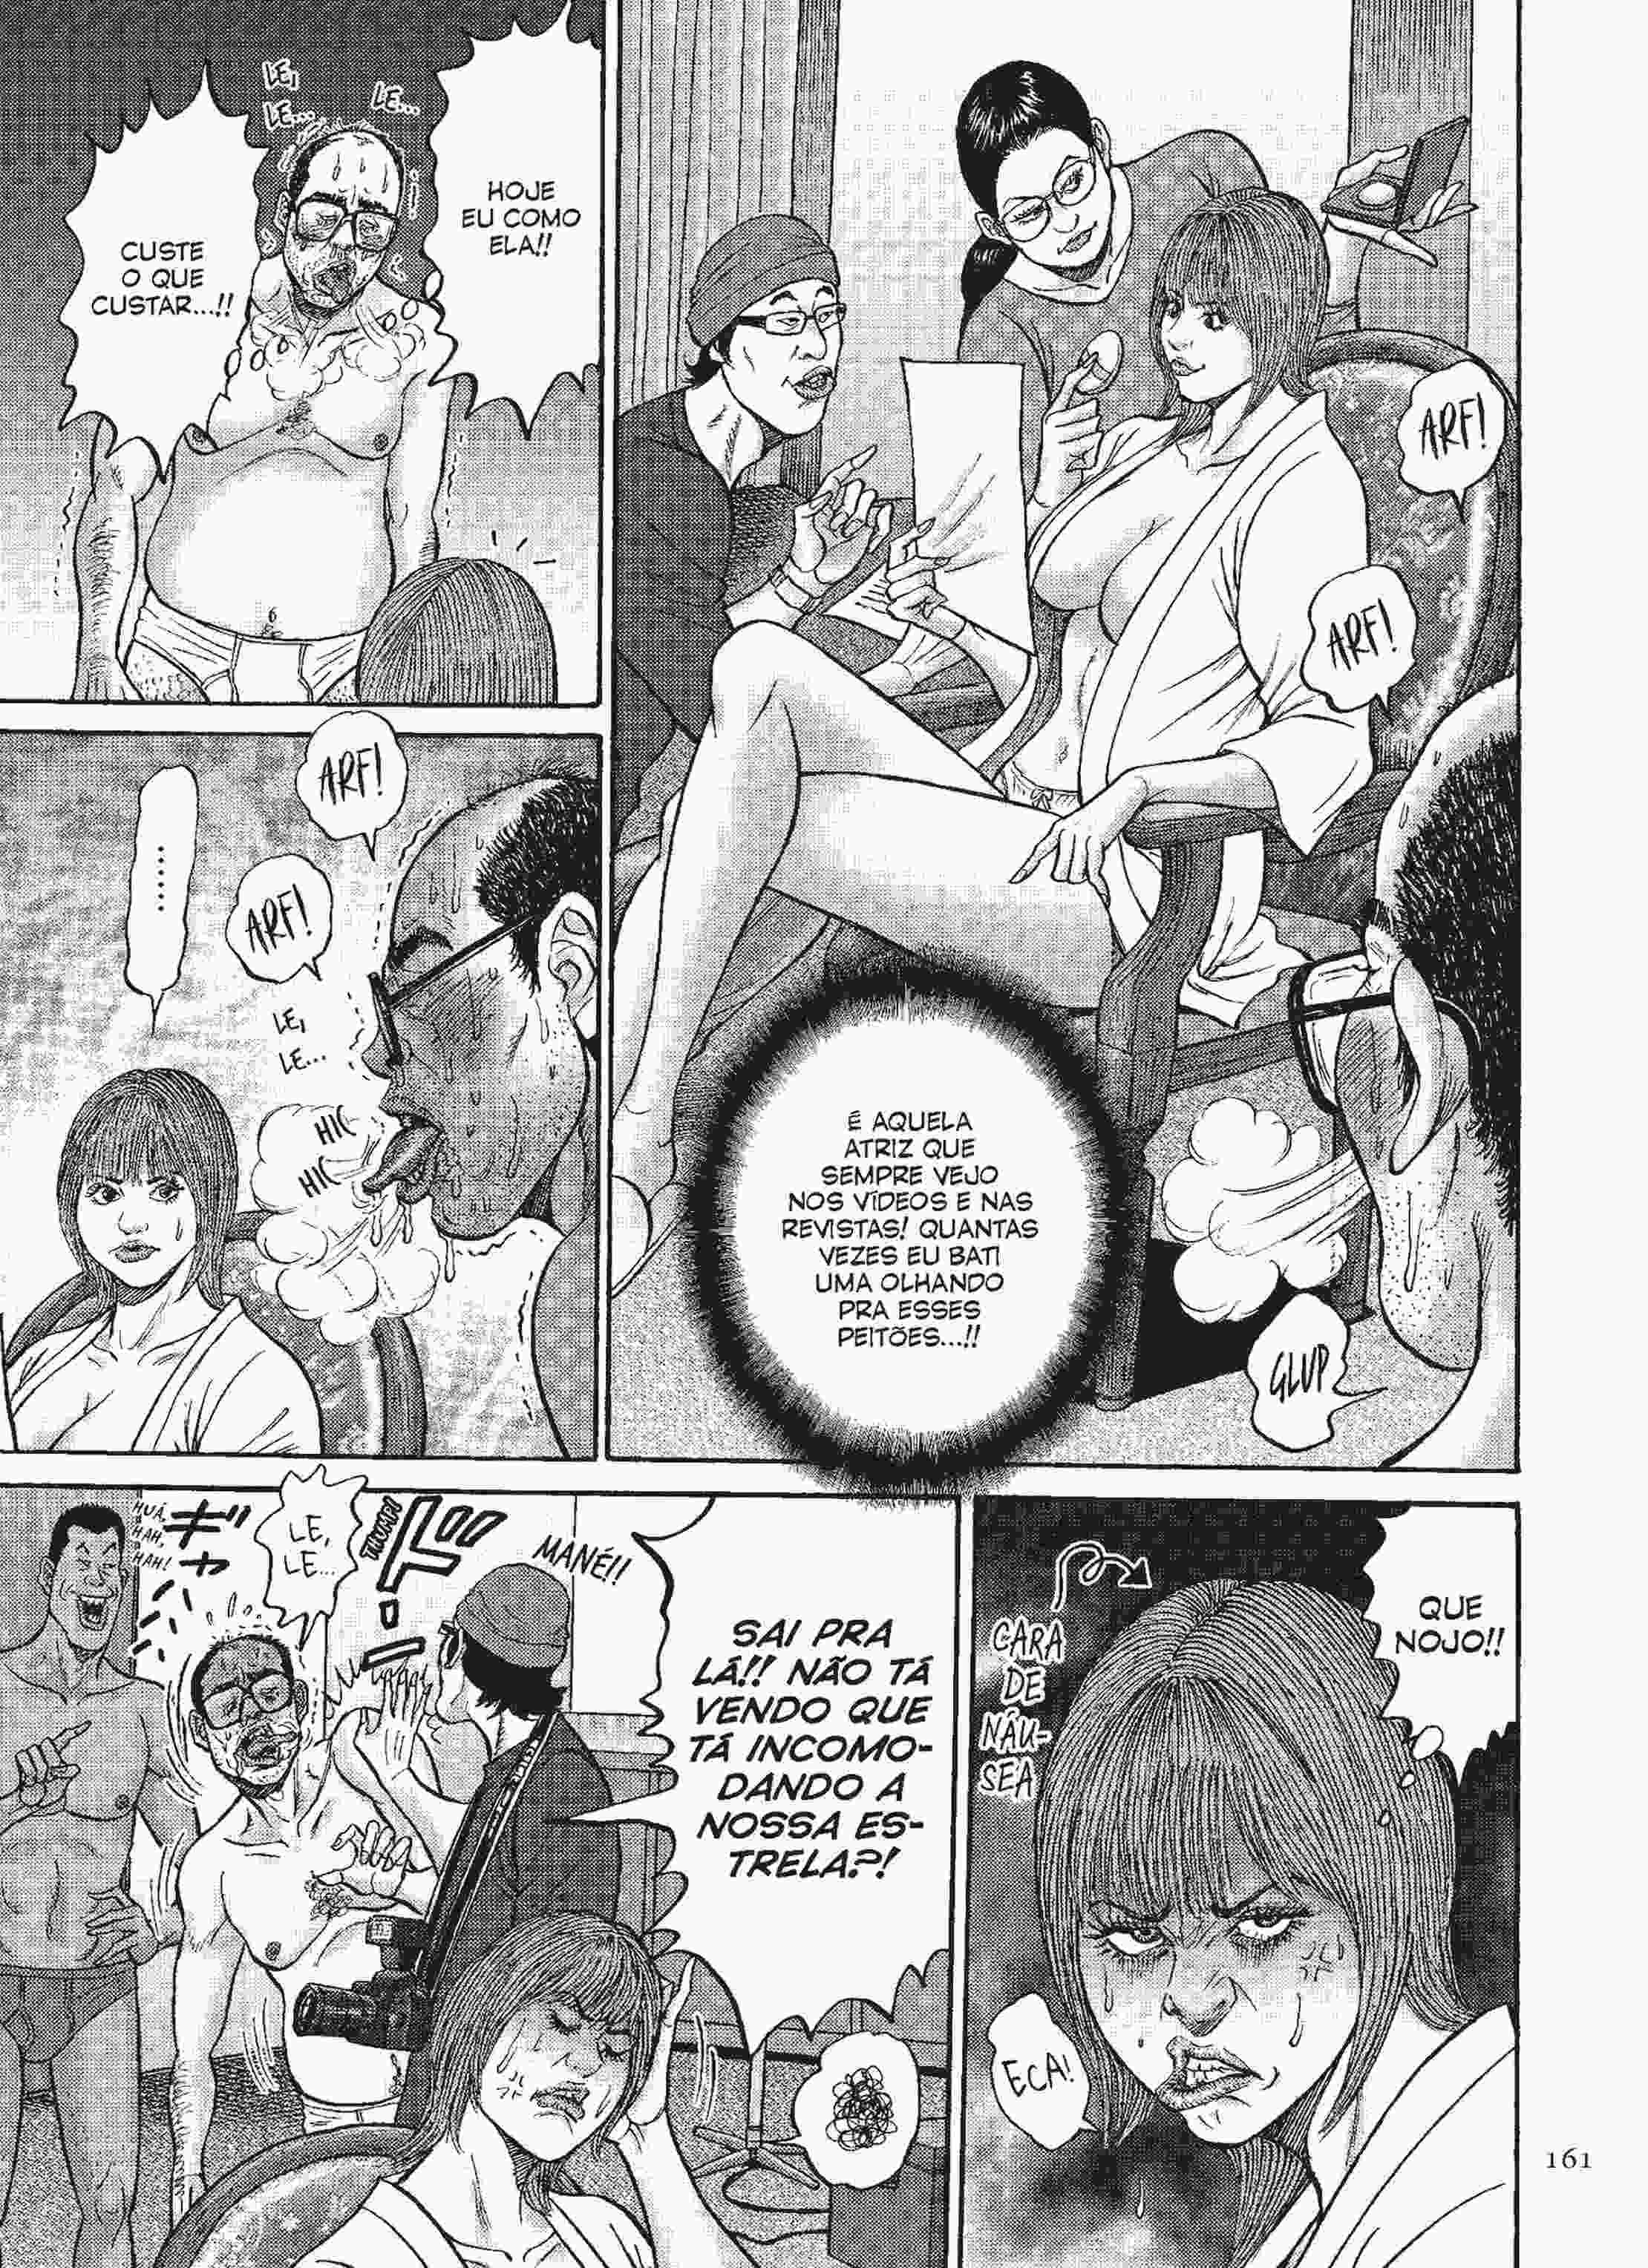 ARF!
ARF!
É AQUELA
ATRIZ QUE
SEMPRE VEJO
NOS VÍDEOS E NAS
REVISTAS! QUANTAS
VEZES EU BATI
UMA OLHANDO
PRA ESSES
PEITÕES...!!
GLUP
LE,
LE...
LE...
HOJE
EU COMO
ELA!!
CUSTE
O QUE
CUSTAR...!!
ARF!
ARF!
........
LE,
LE...
HIC
HIC
QUE
NOJO!!
CARA
DE
NÁU-
SEA
ECA!
MANÉ!!
SAI PRA
LÁ!! NÃO TÁ
VENDO QUE
TÁ INCOMO-
DANDO A
NOSSA ES-
TRELA?!
ド
LE,
LE...
ギャ
HUÁ,
HAH,
HAH!
161